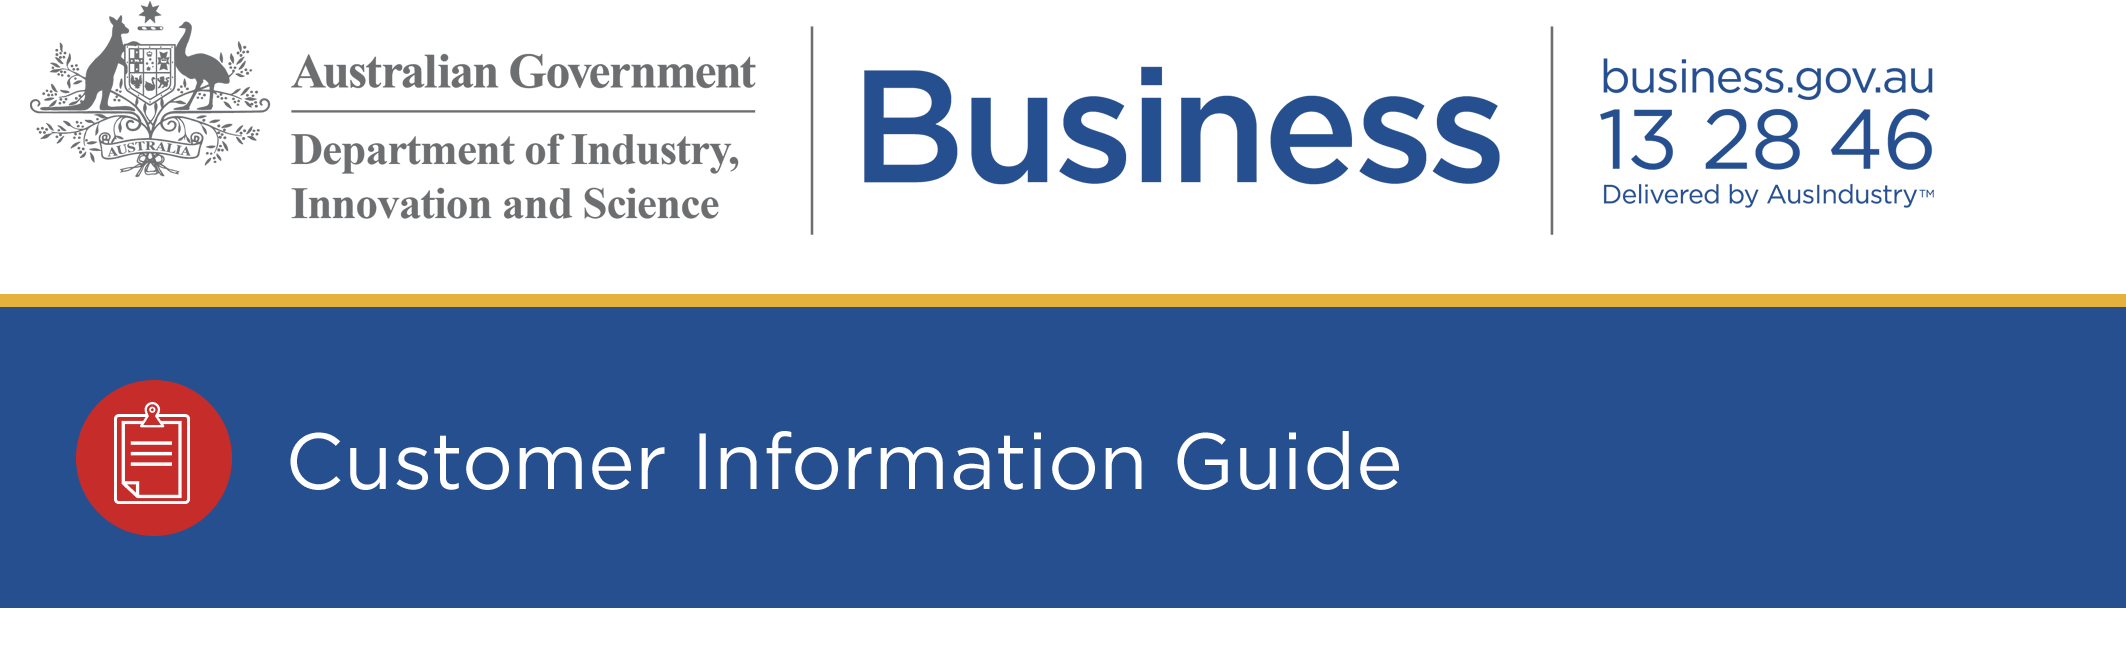 Australian Government
Department of Industry,
Innovation and Science
AUSTRALIA
Business
business.gov.au
13 28 46
Delivered by AusIndustry™
Customer Information Guide